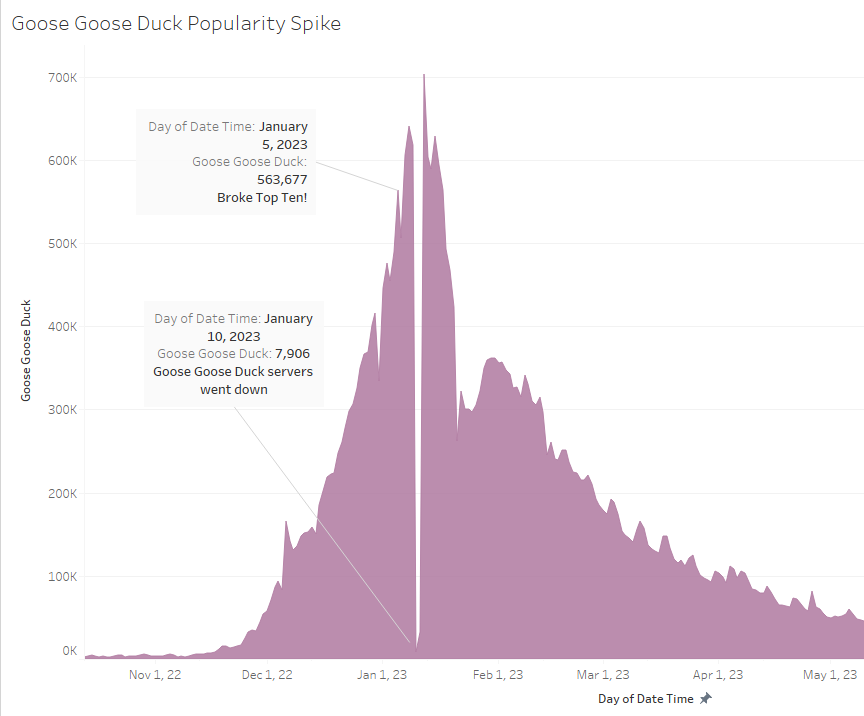 Goose Goose Duck Popularity Spike
700K
600K
500K
400K
300K
200K
100K
0K
Goose Goose Duck
Day of Date Time: January
5, 2023
Goose Goose Duck:
563,677
Broke Top Ten!
Day of Date Time: January
10, 2023
Goose Goose Duck: 7,906
Goose Goose Duck servers
went down
Nov 1, 22
Dec 1, 22
Jan 1, 23
Feb 1, 23
Mar 1, 23
Apr 1, 23
May 1, 23
Day of Date Time